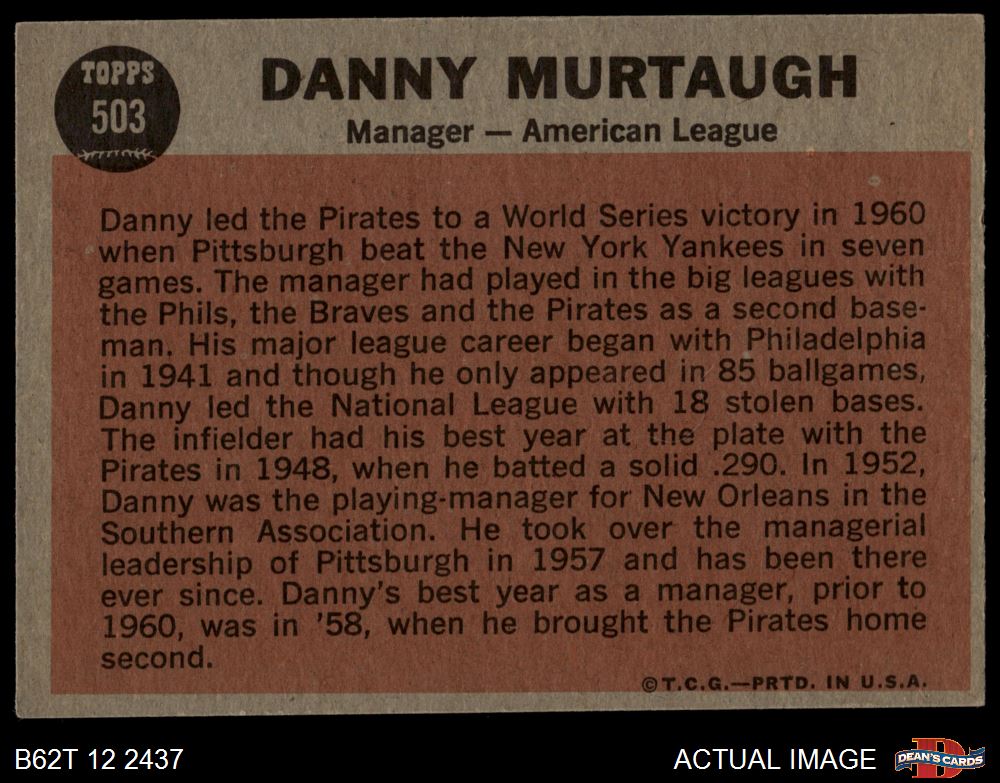 TOPPS
503
DANNY MURTAUGH
Manager — American League
Danny led the Pirates to a World Series victory in 1960
when Pittsburgh beat the New York Yankees in seven
games. The manager had played in the big leagues with
the Phils, the Braves and the Pirates as a second base-
man. His major league career began with Philadelphia
in 1941 and though he only appeared in 85 ballgames,
Danny led the National League with 18 stolen bases.
The infielder had his best year at the plate with the
Pirates in 1948, when he batted a solid .290. In 1952,
Danny was the playing-manager for New Orleans in the
Southern Association. He took over the managerial
leadership of Pittsburgh in 1957 and has been there
ever since. Danny's best year as a manager, prior to
1960, was in '58, when he brought the Pirates home
second.
©T.C.G.—PRTD. IN U.S.A.
B62T 12 2437
ACTUAL IMAGE
D
DEAN'S CARDS